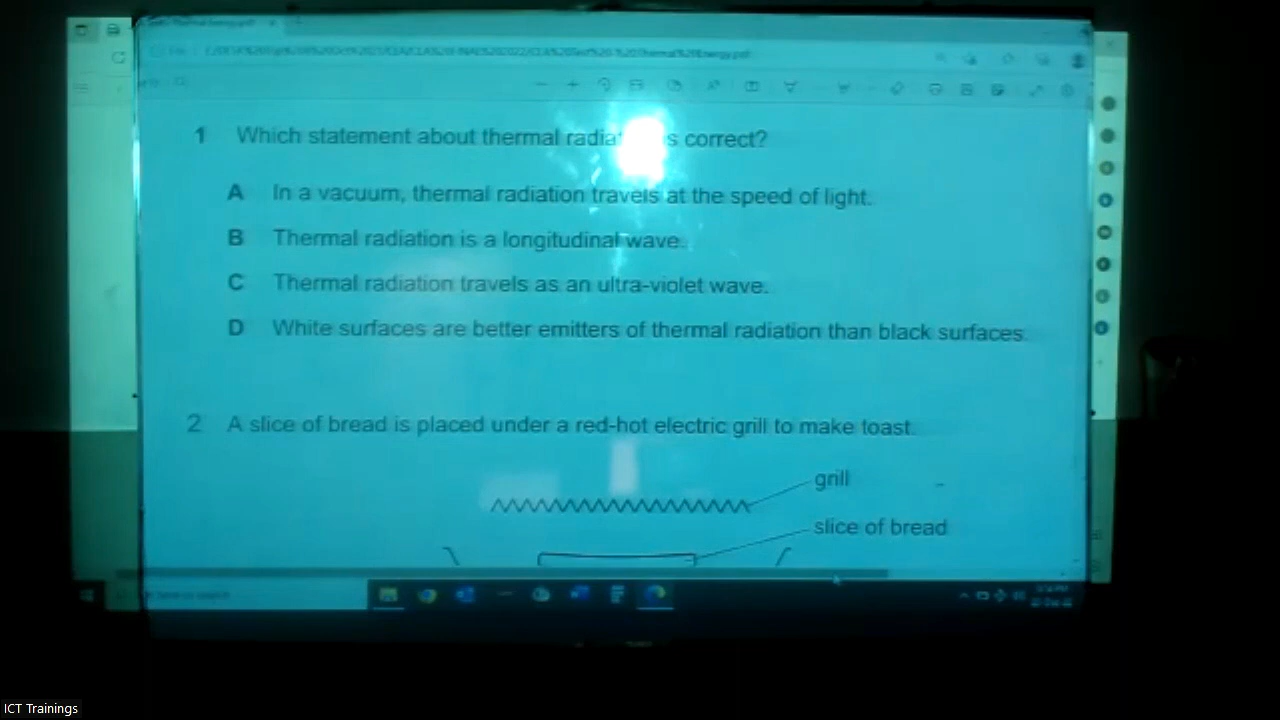 1 Which statement about thermal radia s correct?
A In a vacuum, thermal radiation travels at the speed of light.
B Thermal radiation is a longitudinal wave.
C Thermal radiation travels as an ultra-violet wave.
D White surfaces are better emitters of thermal radiation than black surfaces.
2 A slice of bread is placed under a red-hot electric grill to make toast.
grill
slice of bread
ICT Trainings